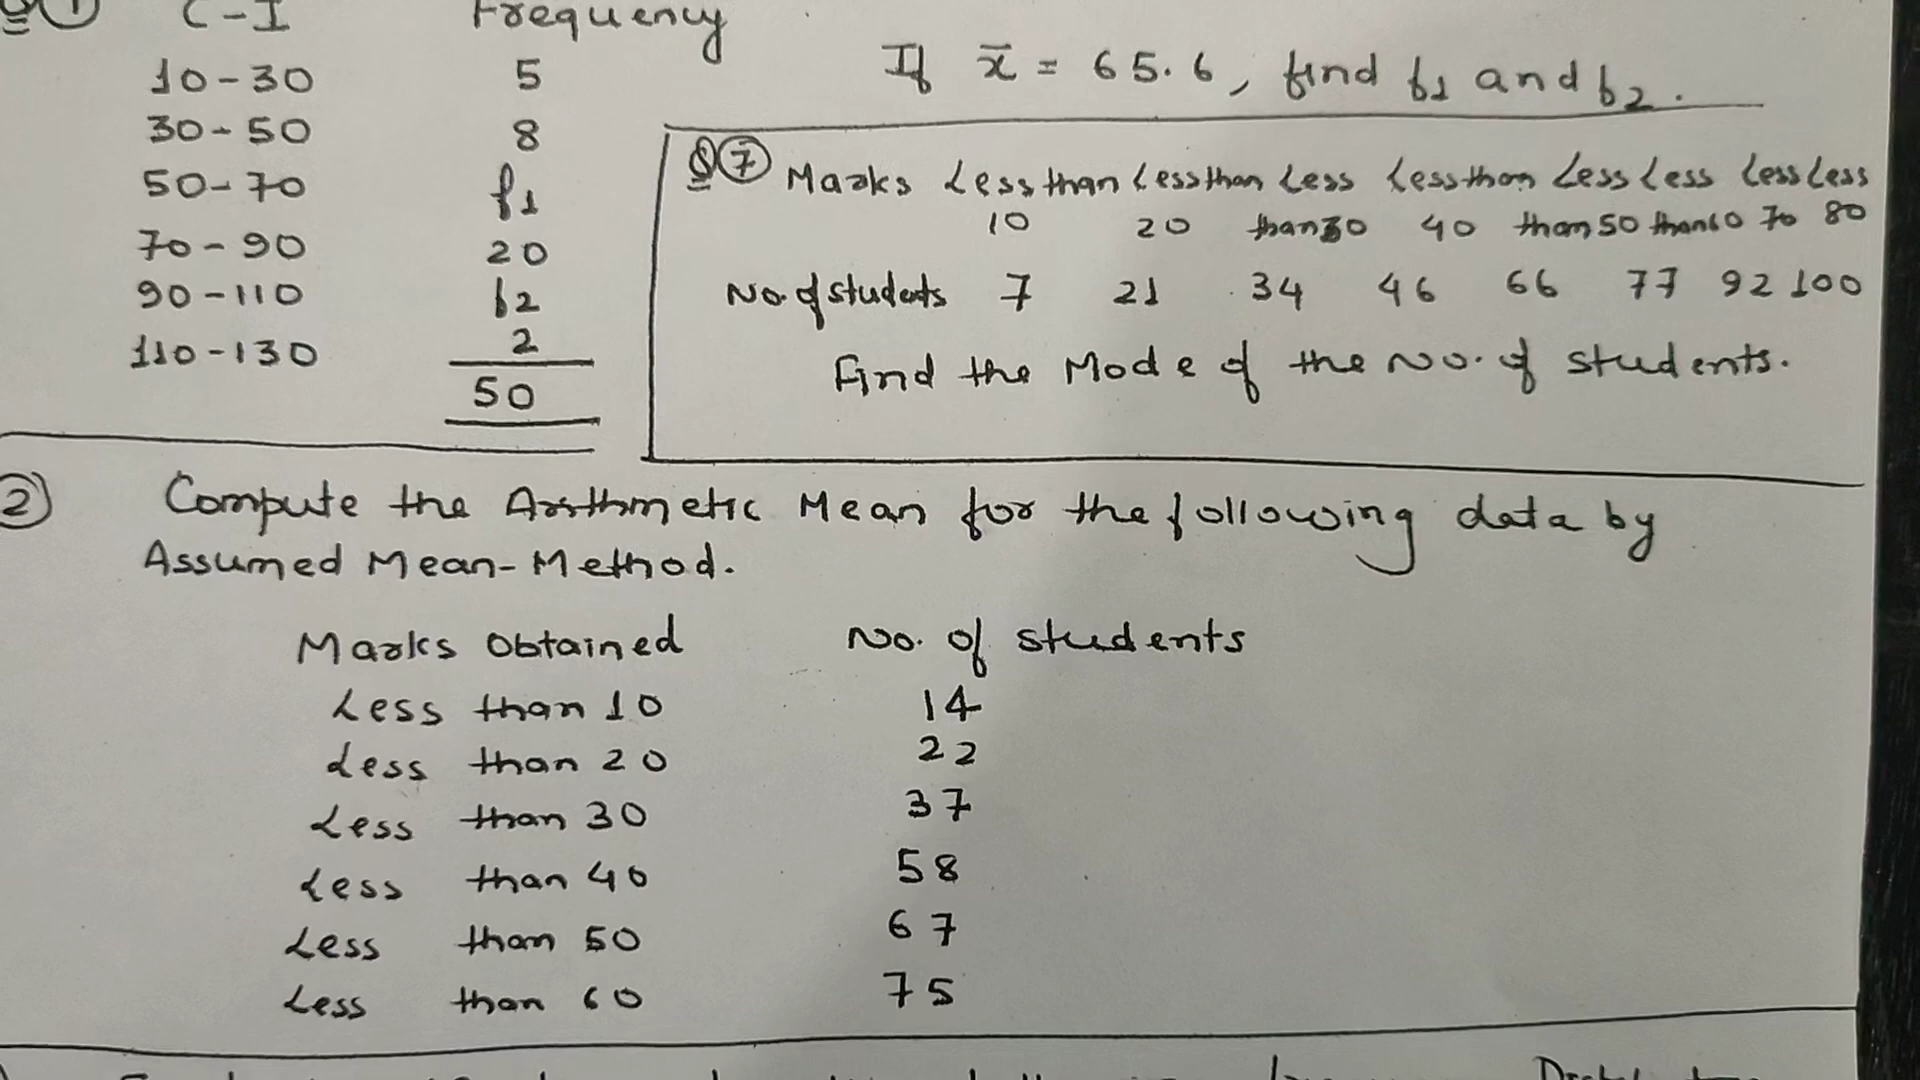 Q 1 C-I Frequency
10-30 5
30-50 8
50-70 f1
70-90 20
90-110 f2
110-130 2
50
If x̄ = 65.6, find f1 and f2.
Q 7 Marks Less than Less than Less Less than Less Less Less Less
10 20 than 30 40 than 50 than 60 70 80
No. of students 7 21 34 46 66 77 92 100
Find the Mode of the No. of students.
2 Compute the Arithmetic Mean for the following data by
Assumed Mean-Method.
Marks Obtained No. of students
Less than 10 14
Less than 20 22
Less than 30 37
Less than 40 58
Less than 50 67
Less than 60 75